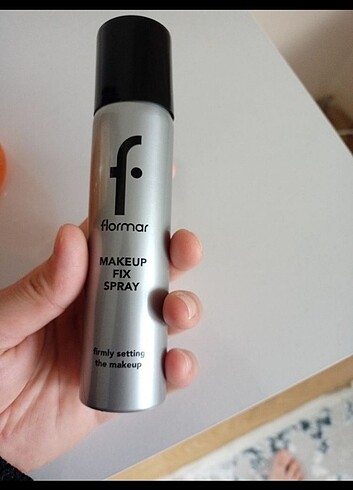 f
flormar
MAKEUP
FIX
SPRAY
firmly setting
the makeup